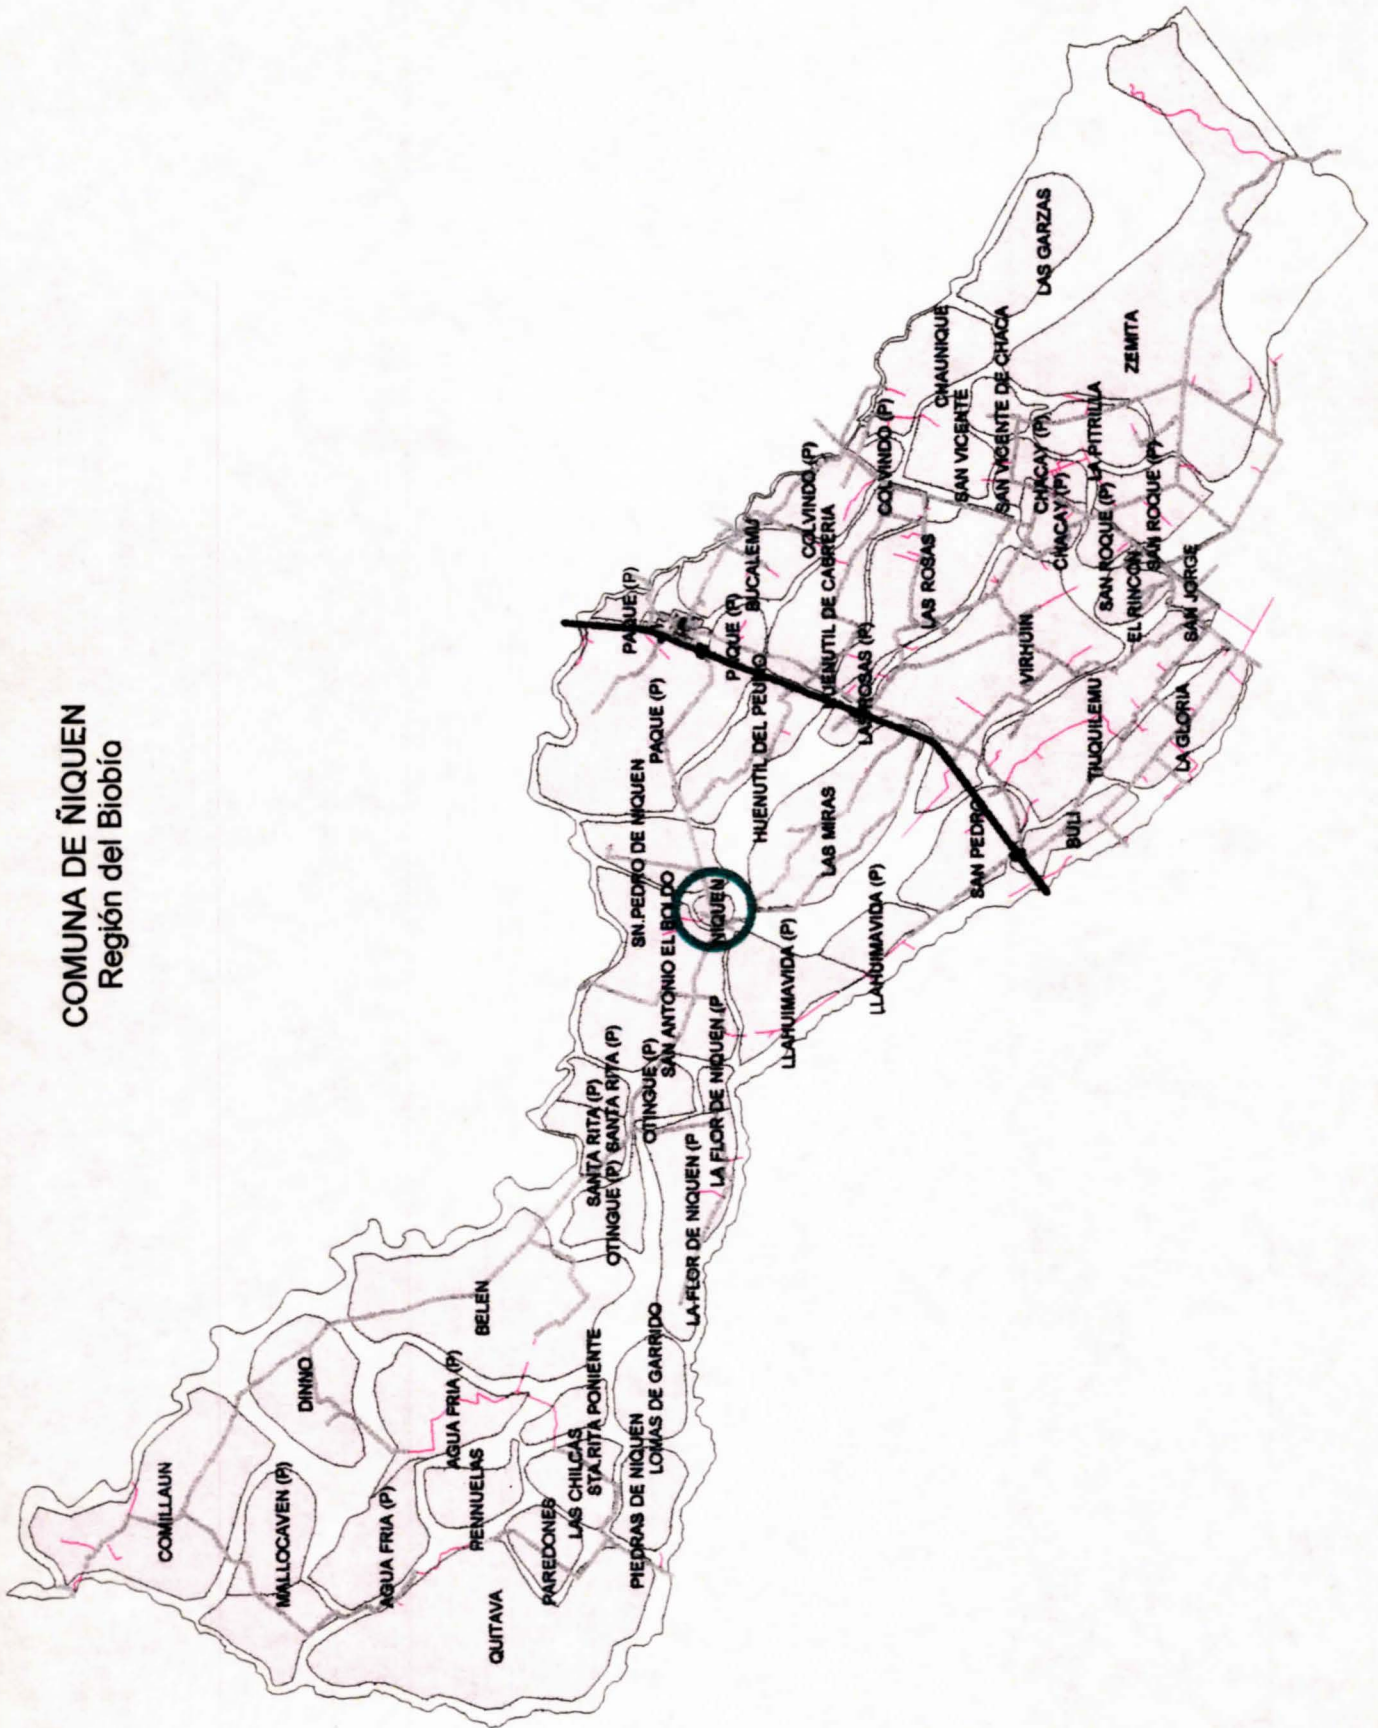 COMUNA DE ÑIQUEN
Región del Biobío
COMILLAUN
MALLOCAVEN (P)
DINNO
AGUA FRIA (P)
AGUA FRIA (P)
BELEN
RENNUELAS
QUITAVA
PAREDONES
LAS CHILCAS
STA.RITA PONIENTE
PIEDRAS DE NIQUEN
LOMAS DE GARRIDO
SANTA RITA (P)
OTINGUE (P)
SANTA RITA (P)
OTINGUE (P)
LA FLOR DE NIQUEN (P
LA FLOR DE NIQUEN (P
SAN ANTONIO EL BOLDO
SN.PEDRO DE NIQUEN
NIQUEN
PAQUE (P)
PAQUE (P)
PAQUE (P)
BUCALEMU
HUENUTIL DEL PEUMO
COLVINDO (P)
HUENUTIL DE CABRERIA
LAS MIRAS
LLAHUIMAVIDA (P)
LLAHUIMAVIDA (P)
LAS ROSAS (P)
COLVINDO (P)
LAS ROSAS
CHAUNIQUE
SAN VICENTE
SAN VICENTE DE CHACA
LAS GARZAS
CHACAY (P)
CHACAY (P)
VIRHUIN
SAN PEDRO
BULI
TIUQUILEMU
LA PITRILLA
SAN ROQUE (P)
EL RINCON
ZEMITA
SAN ROQUE (P)
SAN JORGE
LA GLORIA